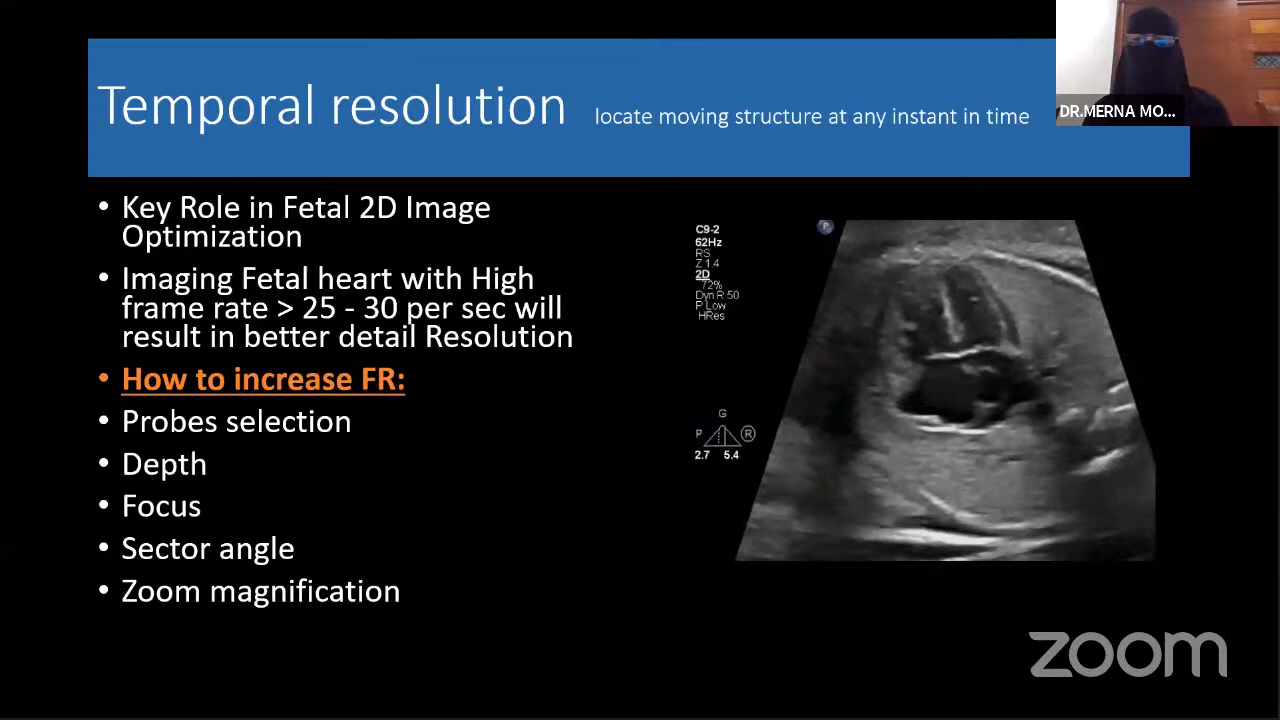 Temporal resolution locate moving structure at any instant in time
DR.MERNA MO...
• Key Role in Fetal 2D Image
Optimization
• Imaging Fetal heart with High
frame rate > 25 - 30 per sec will
result in better detail Resolution
• How to increase FR:
• Probes selection
• Depth
• Focus
• Sector angle
• Zoom magnification
P
C9-2
62Hz
RS
Z 1.4
2D
72%
Dyn R 50
P Low
HRes
G
P R
2.7 5.4
zoom